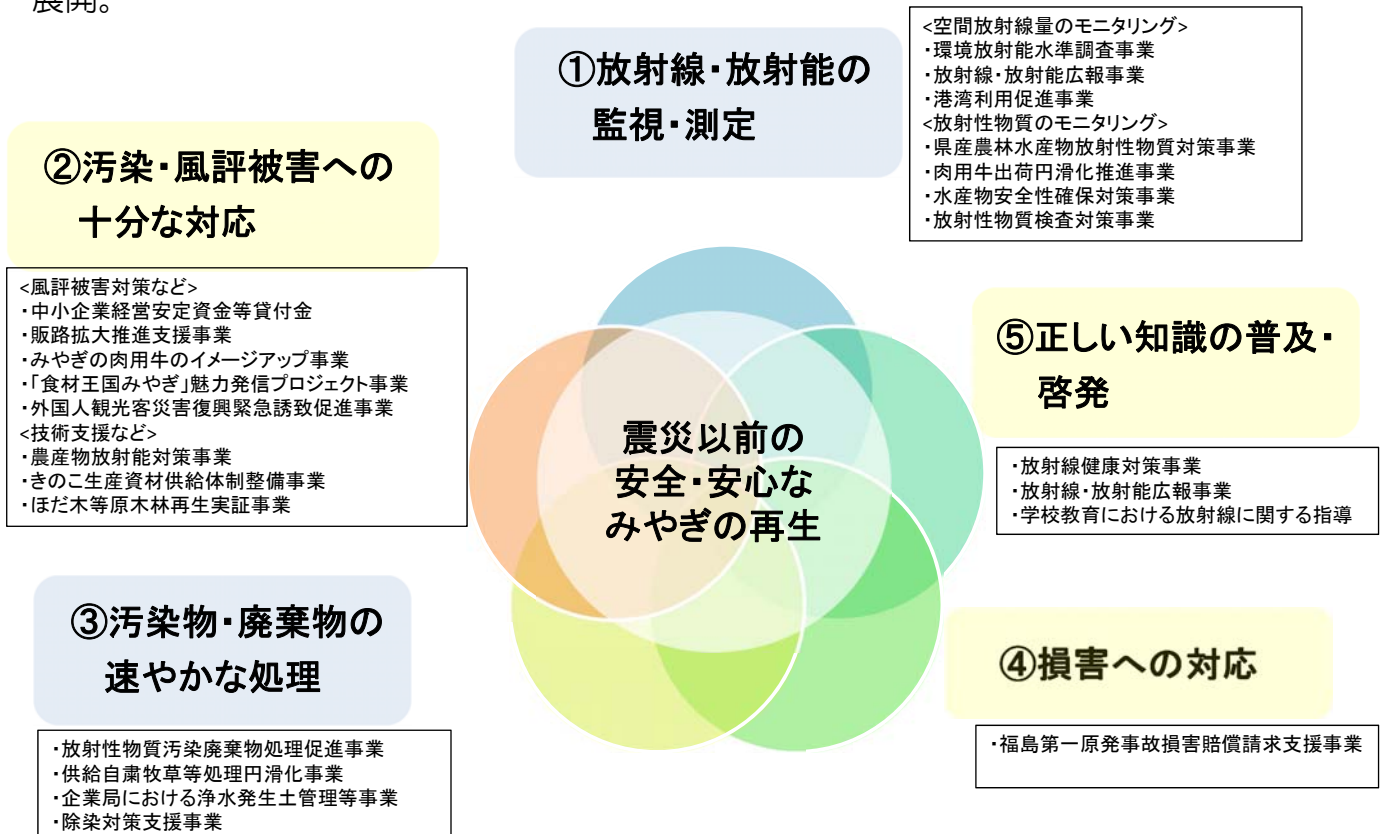 展開。
①放射線・放射能の
監視・測定
<空間放射線量のモニタリング>
・環境放射能水準調査事業
・放射線・放射能広報事業
・港湾利用促進事業
<放射性物質のモニタリング>
・県産農林水産物放射性物質対策事業
・肉用牛出荷円滑化推進事業
・水産物安全性確保対策事業
・放射性物質検査対策事業
②汚染・風評被害への
十分な対応
<風評被害対策など>
・中小企業経営安定資金等貸付金
・販路拡大推進支援事業
・みやぎの肉用牛のイメージアップ事業
・「食材王国みやぎ」魅力発信プロジェクト事業
・外国人観光客災害復興緊急誘致促進事業
<技術支援など>
・農産物放射能対策事業
・きのこ生産資材供給体制整備事業
・ほだ木等原木林再生実証事業
震災以前の
安全・安心な
みやぎの再生
⑤正しい知識の普及・
啓発
・放射線健康対策事業
・放射線・放射能広報事業
・学校教育における放射線に関する指導
③汚染物・廃棄物の
速やかな処理
・放射性物質汚染廃棄物処理促進事業
・供給自粛牧草等処理円滑化事業
・企業局における浄水発生土管理等事業
・除染対策支援事業
④損害への対応
・福島第一原発事故損害賠償請求支援事業